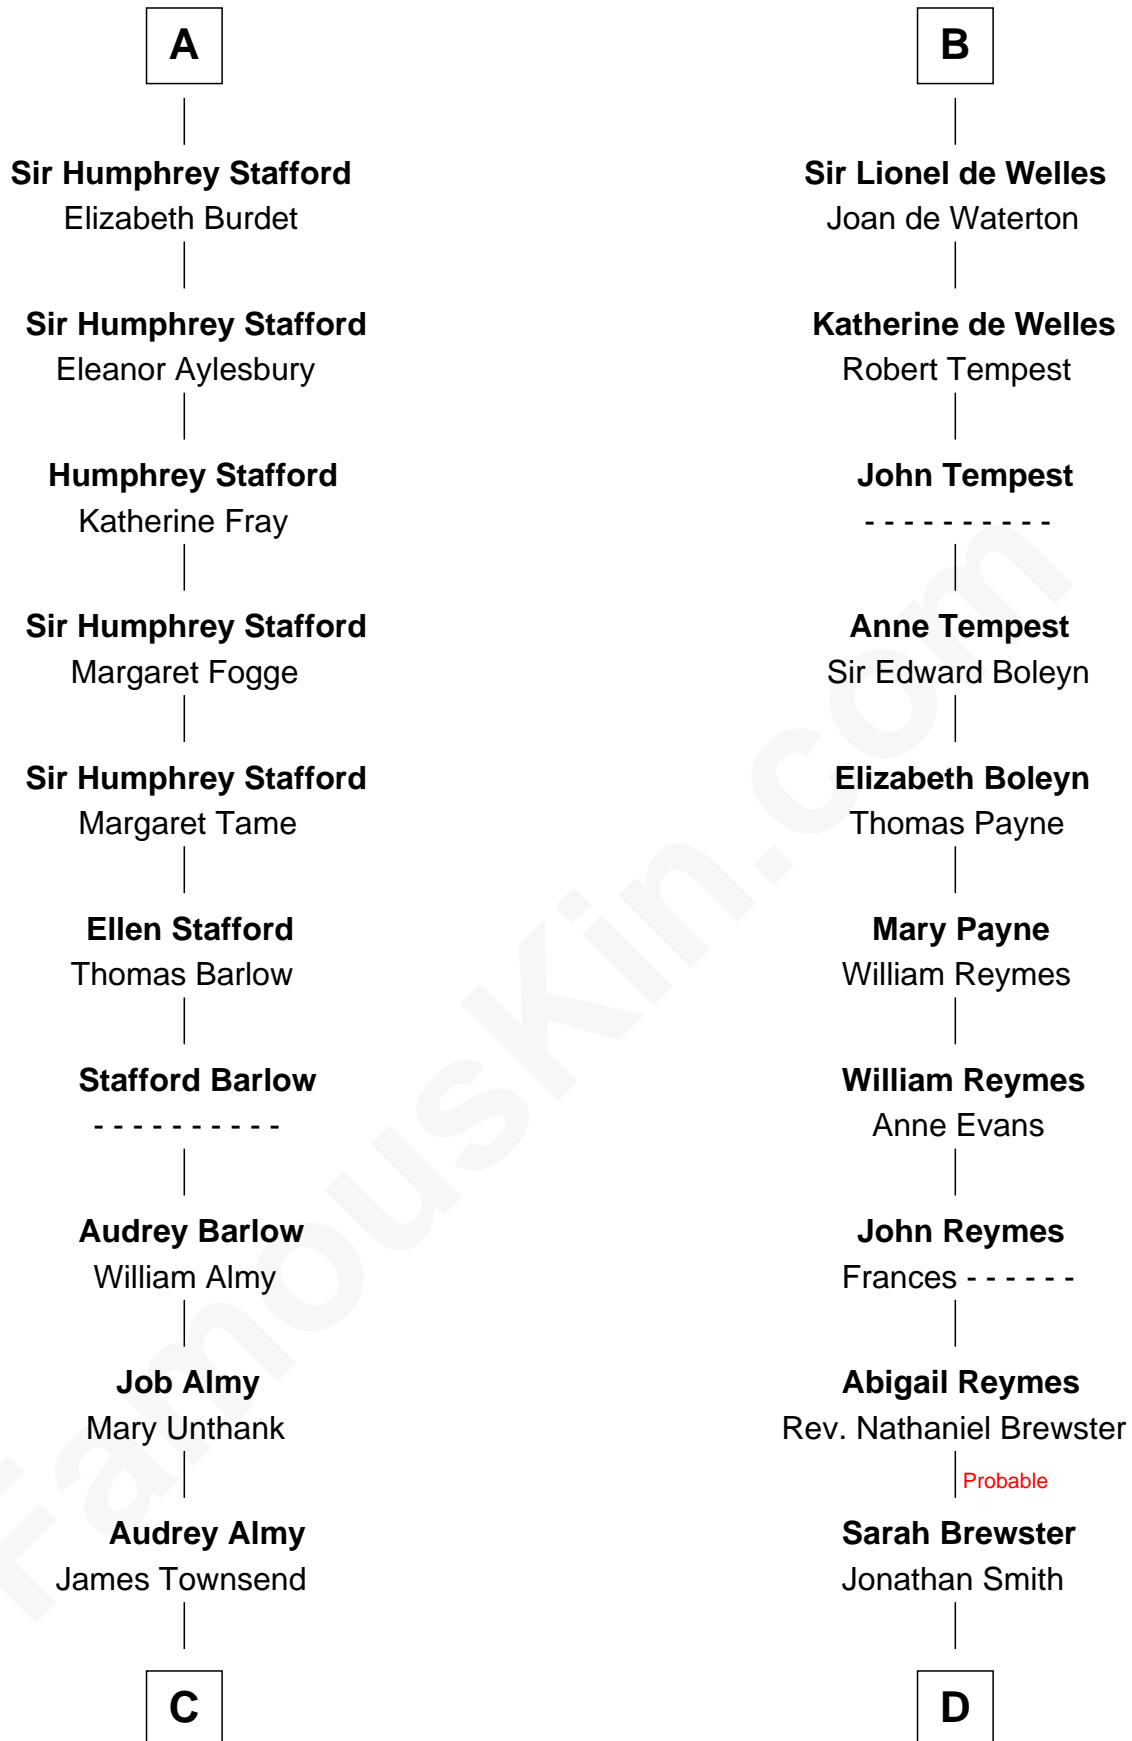 A
Sir Humphrey Stafford
Elizabeth Burdet
Sir Humphrey Stafford
Eleanor Aylesbury
Humphrey Stafford
Katherine Fray
Sir Humphrey Stafford
Margaret Fogge
Sir Humphrey Stafford
Margaret Tame
Ellen Stafford
Thomas Barlow
Stafford Barlow
- - - - - - - - - -
Audrey Barlow
William Almy
Job Almy
Mary Unthank
Audrey Almy
James Townsend
C
B
Sir Lionel de Welles
Joan de Waterton
Katherine de Welles
Robert Tempest
John Tempest
- - - - - - - - - -
Anne Tempest
Sir Edward Boleyn
Elizabeth Boleyn
Thomas Payne
Mary Payne
William Reymes
William Reymes
Anne Evans
John Reymes
Frances - - - - - -
Abigail Reymes
Rev. Nathaniel Brewster
Probable
Sarah Brewster
Jonathan Smith
D
FamousKin.com